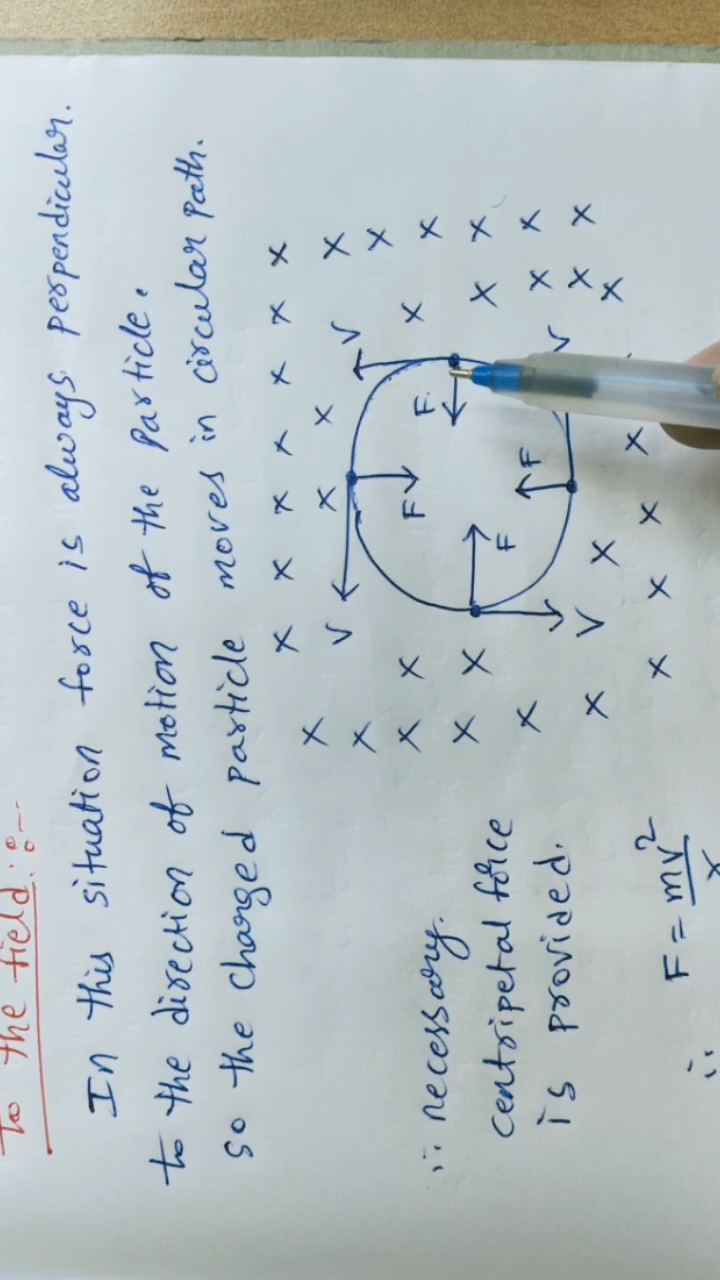 to the field :-
In this situation force is always perpendicular.
to the direction of motion of the particle.
so the charged particle moves in circular path.
x x x x x x x
x x x x
v v
x x x
F
F.
F
F
v v
∴ necessary.
centripetal force
is provided.
∴ F = mv²
r